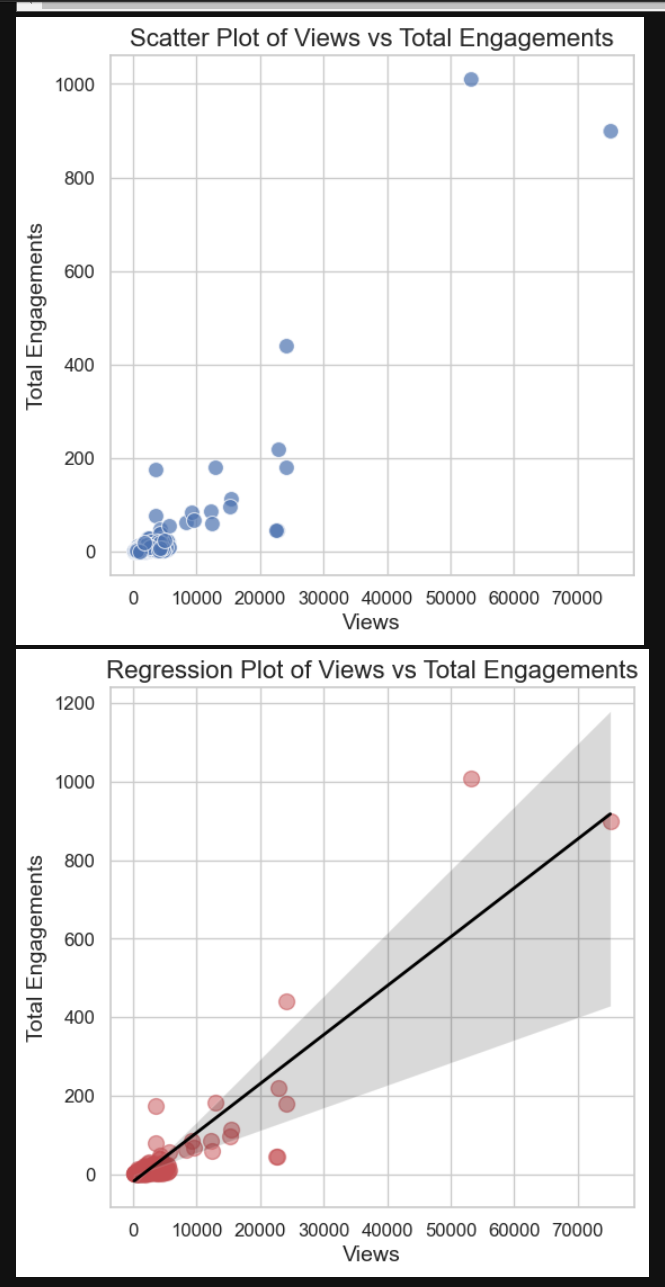 Scatter Plot of Views vs Total Engagements
1000
800
600
400
200
0
Total Engagements
0 10000 20000 30000 40000 50000 60000 70000
Views
Regression Plot of Views vs Total Engagements
1200
1000
800
600
400
200
0
Total Engagements
0 10000 20000 30000 40000 50000 60000 70000
Views